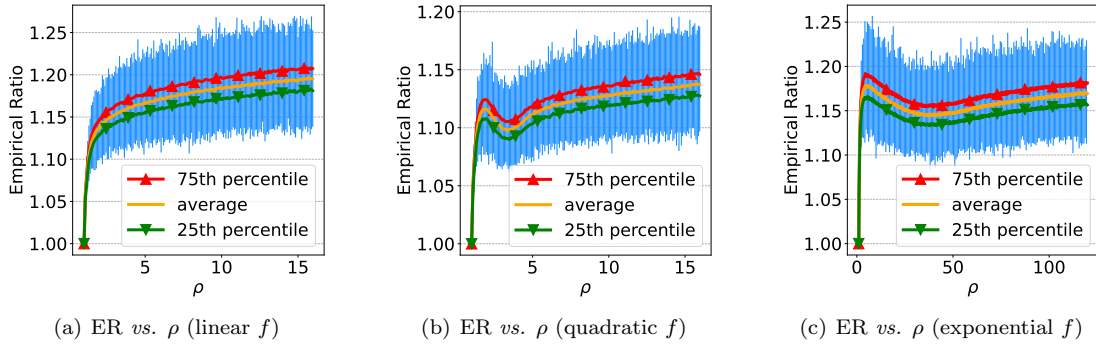 Empirical Ratio
1.25
1.20
1.15
1.10
1.05
1.00
75th percentile
average
25th percentile
5
10
15
ρ
(a) ER vs. ρ (linear f)
Empirical Ratio
1.20
1.15
1.10
1.05
1.00
75th percentile
average
25th percentile
5
10
15
ρ
(b) ER vs. ρ (quadratic f)
Empirical Ratio
1.25
1.20
1.15
1.10
1.05
1.00
75th percentile
average
25th percentile
0
50
100
ρ
(c) ER vs. ρ (exponential f)